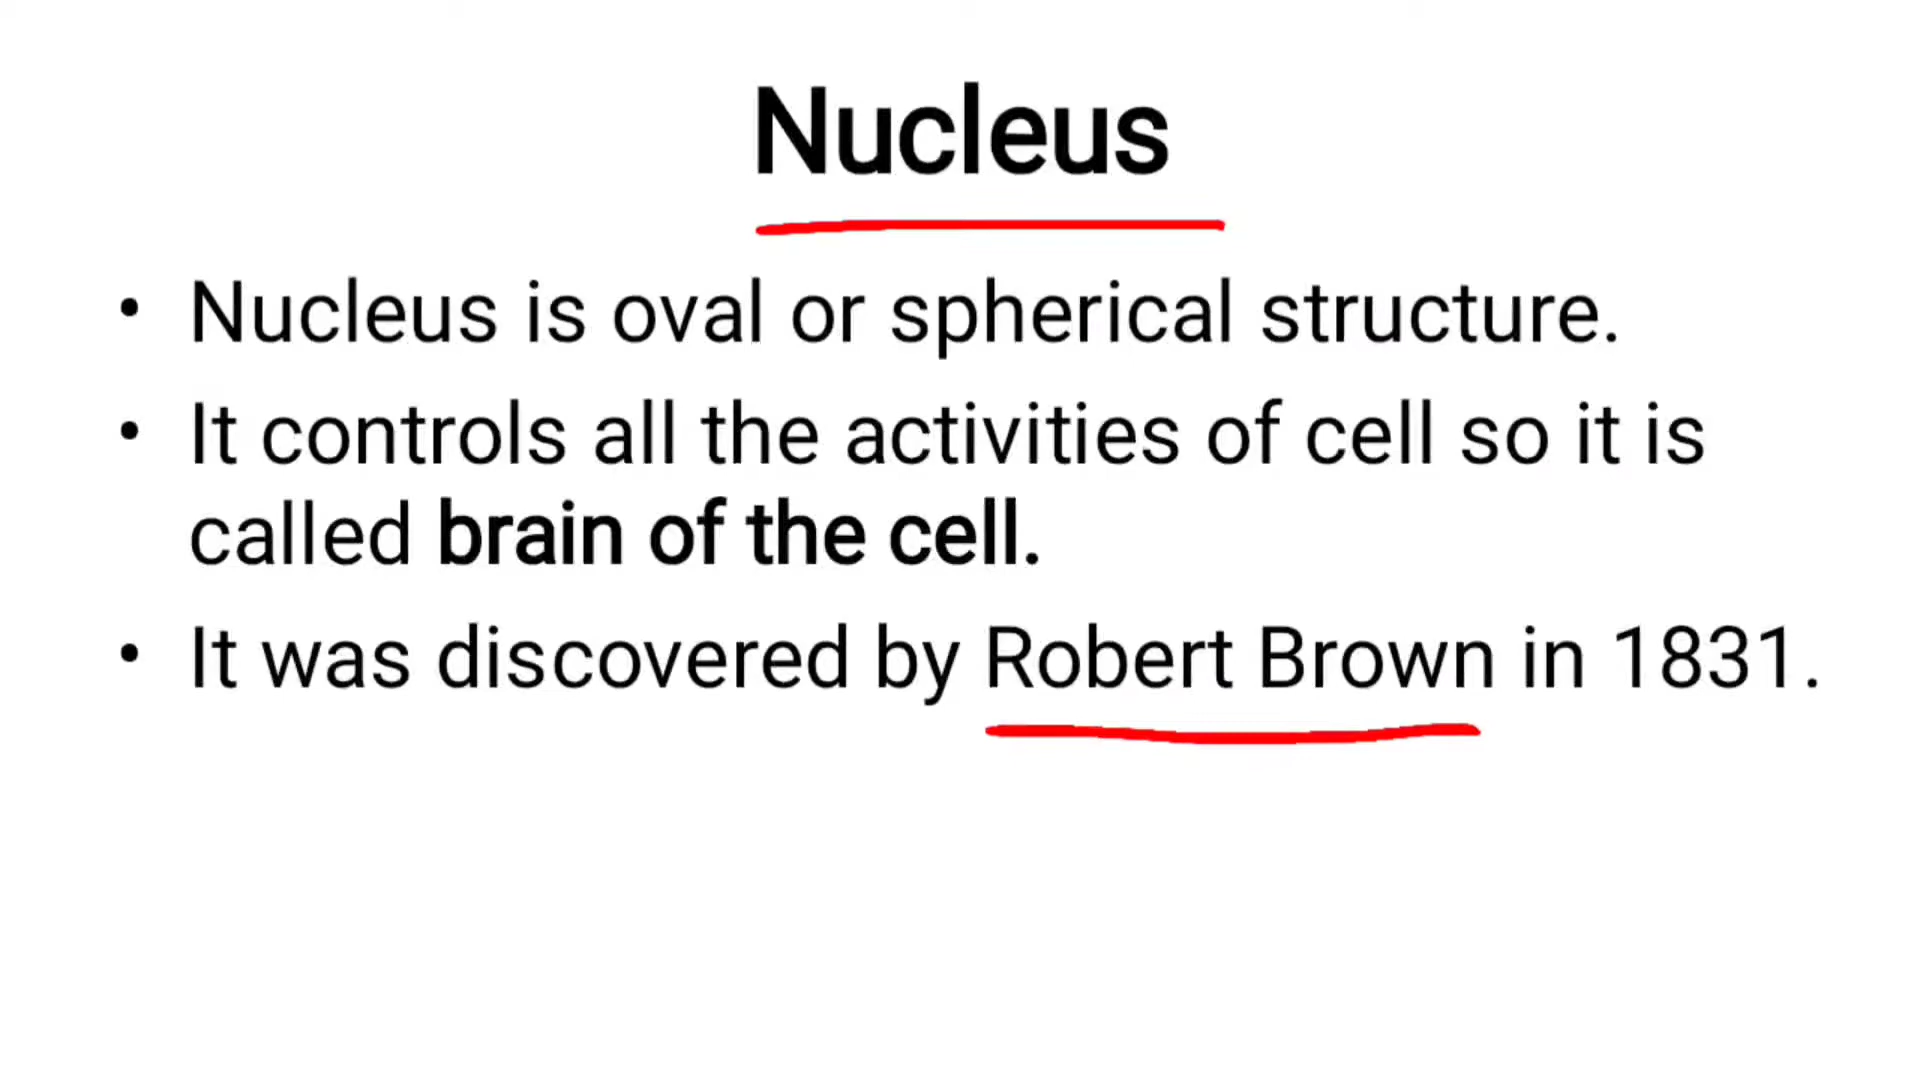 Nucleus
• Nucleus is oval or spherical structure.
• It controls all the activities of cell so it is
called brain of the cell.
• It was discovered by Robert Brown in 1831.